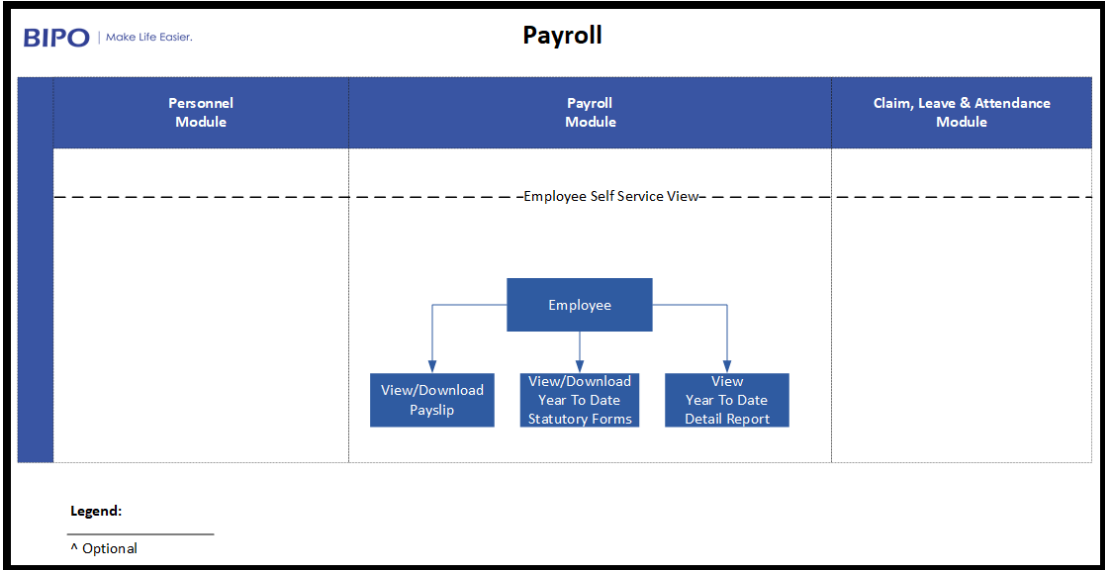 BIPO | Make Life Easier.
Payroll
Personnel
Module
Payroll
Module
Claim, Leave & Attendance
Module
Employee Self Service View
Employee
View/Download
Payslip
View/Download
Year To Date
Statutory Forms
View
Year To Date
Detail Report
Legend:
^ Optional